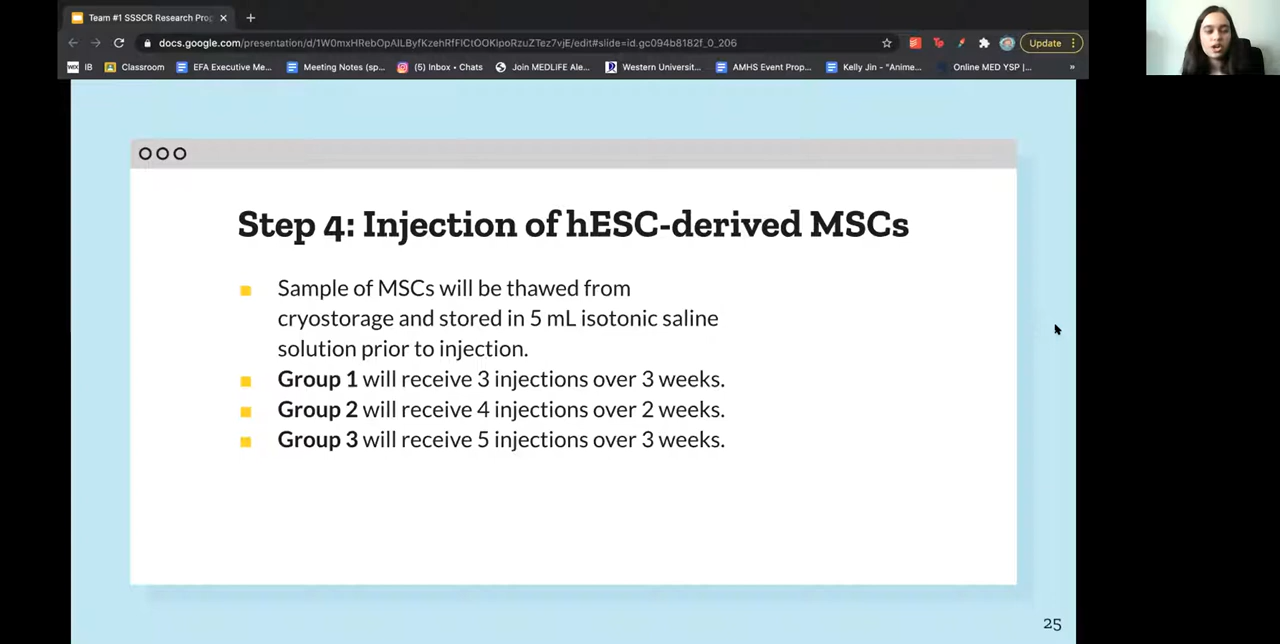 Team #1 SSSCR Research Pro
docs.google.com/presentation/d/1W0mxHRebOpAILByfKzehRfFICtOOKlpoRzuZTez7vjE/edit#slide=id.gc094b8182f_0_206
Update
IB
Classroom
EFA Executive Me...
Meeting Notes (sp...
(5) Inbox • Chats
Join MEDLIFE Ale...
Western Universit...
AMHS Event Prop...
Kelly Jin - "Anime...
Online MED YSP |...
»
Step 4: Injection of hESC-derived MSCs
Sample of MSCs will be thawed from
cryostorage and stored in 5 mL isotonic saline
solution prior to injection.
Group 1 will receive 3 injections over 3 weeks.
Group 2 will receive 4 injections over 2 weeks.
Group 3 will receive 5 injections over 3 weeks.
25